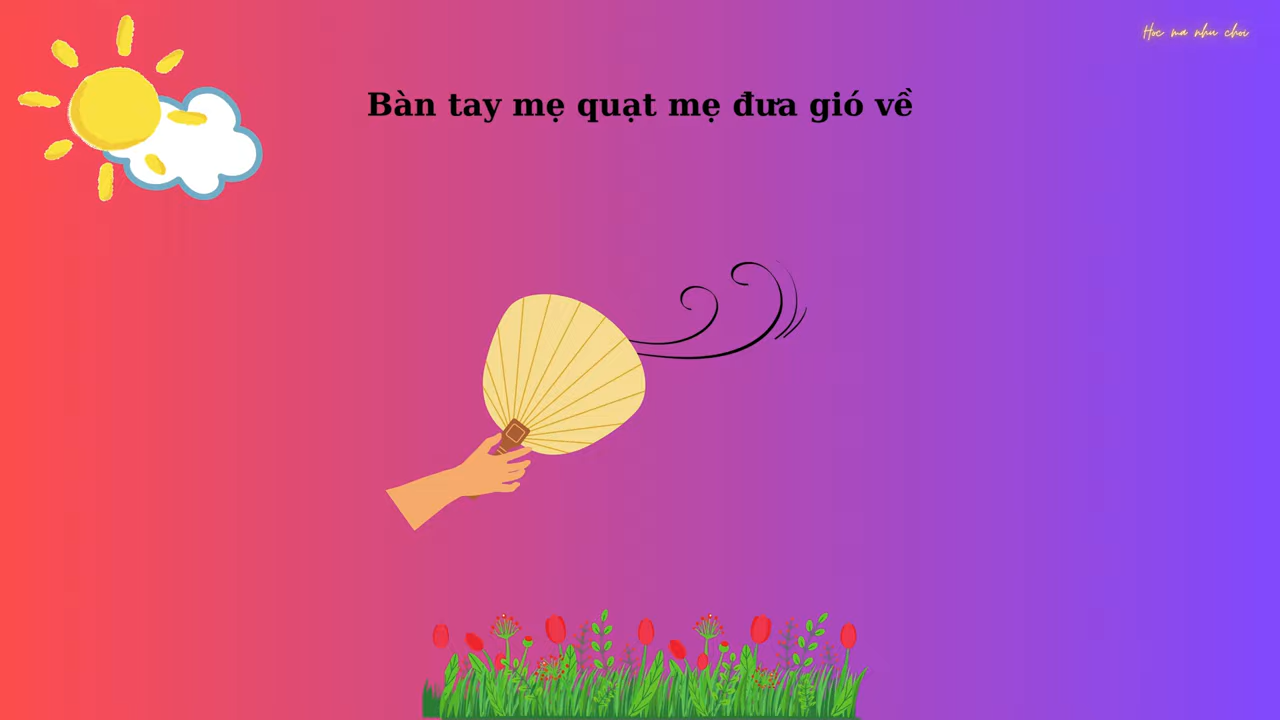 Học mà như chơi
Bàn tay mẹ quạt mẹ đưa gió về